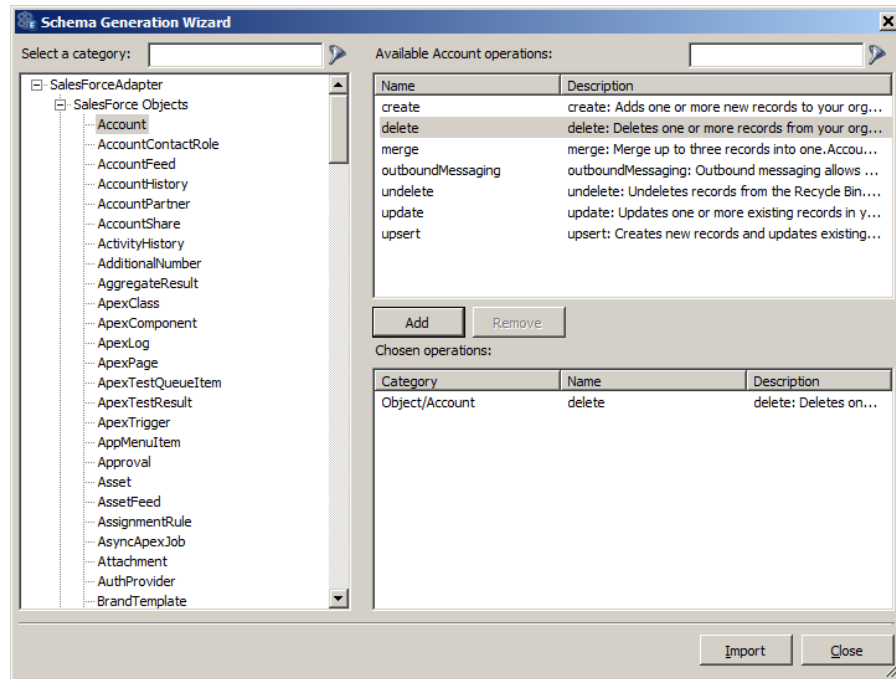 Schema Generation Wizard
Select a category:
Available Account operations:
SalesForceAdapter
SalesForce Objects
Account
AccountContactRole
AccountFeed
AccountHistory
AccountPartner
AccountShare
ActivityHistory
AdditionalNumber
AggregateResult
ApexClass
ApexComponent
ApexLog
ApexPage
ApexTestQueueItem
ApexTestResult
ApexTrigger
AppMenuItem
Approval
Asset
AssetFeed
AssignmentRule
AsyncApexJob
Attachment
AuthProvider
BrandTemplate
Name Description
create create: Adds one or more new records to your org...
delete delete: Deletes one or more records from your org...
merge merge: Merge up to three records into one.Accou...
outboundMessaging outboundMessaging: Outbound messaging allows ...
undelete undelete: Undeletes records from the Recycle Bin....
update update: Updates one or more existing records in y...
upsert upsert: Creates new records and updates existing...
Add Remove
Chosen operations:
Category Name Description
Object/Account delete delete: Deletes on...
Import Close